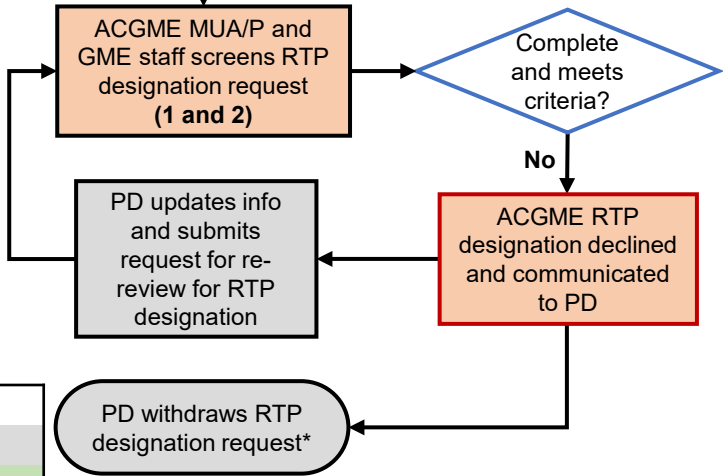 ACGME MUA/P and
GME staff screens RTP
designation request
(1 and 2)
Complete
and meets
criteria?
No
PD updates info
and submits
request for re-
review for RTP
designation
ACGME RTP
designation declined
and communicated
to PD
PD withdraws RTP
designation request*